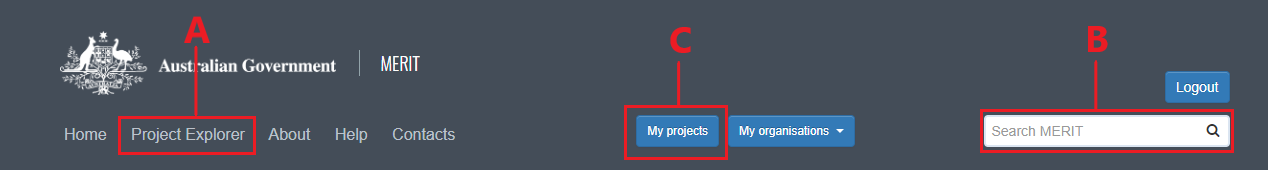 A
C
B
Australian Government
MERIT
Logout
Home
Project Explorer
About
Help
Contacts
My projects
My organisations
Search MERIT